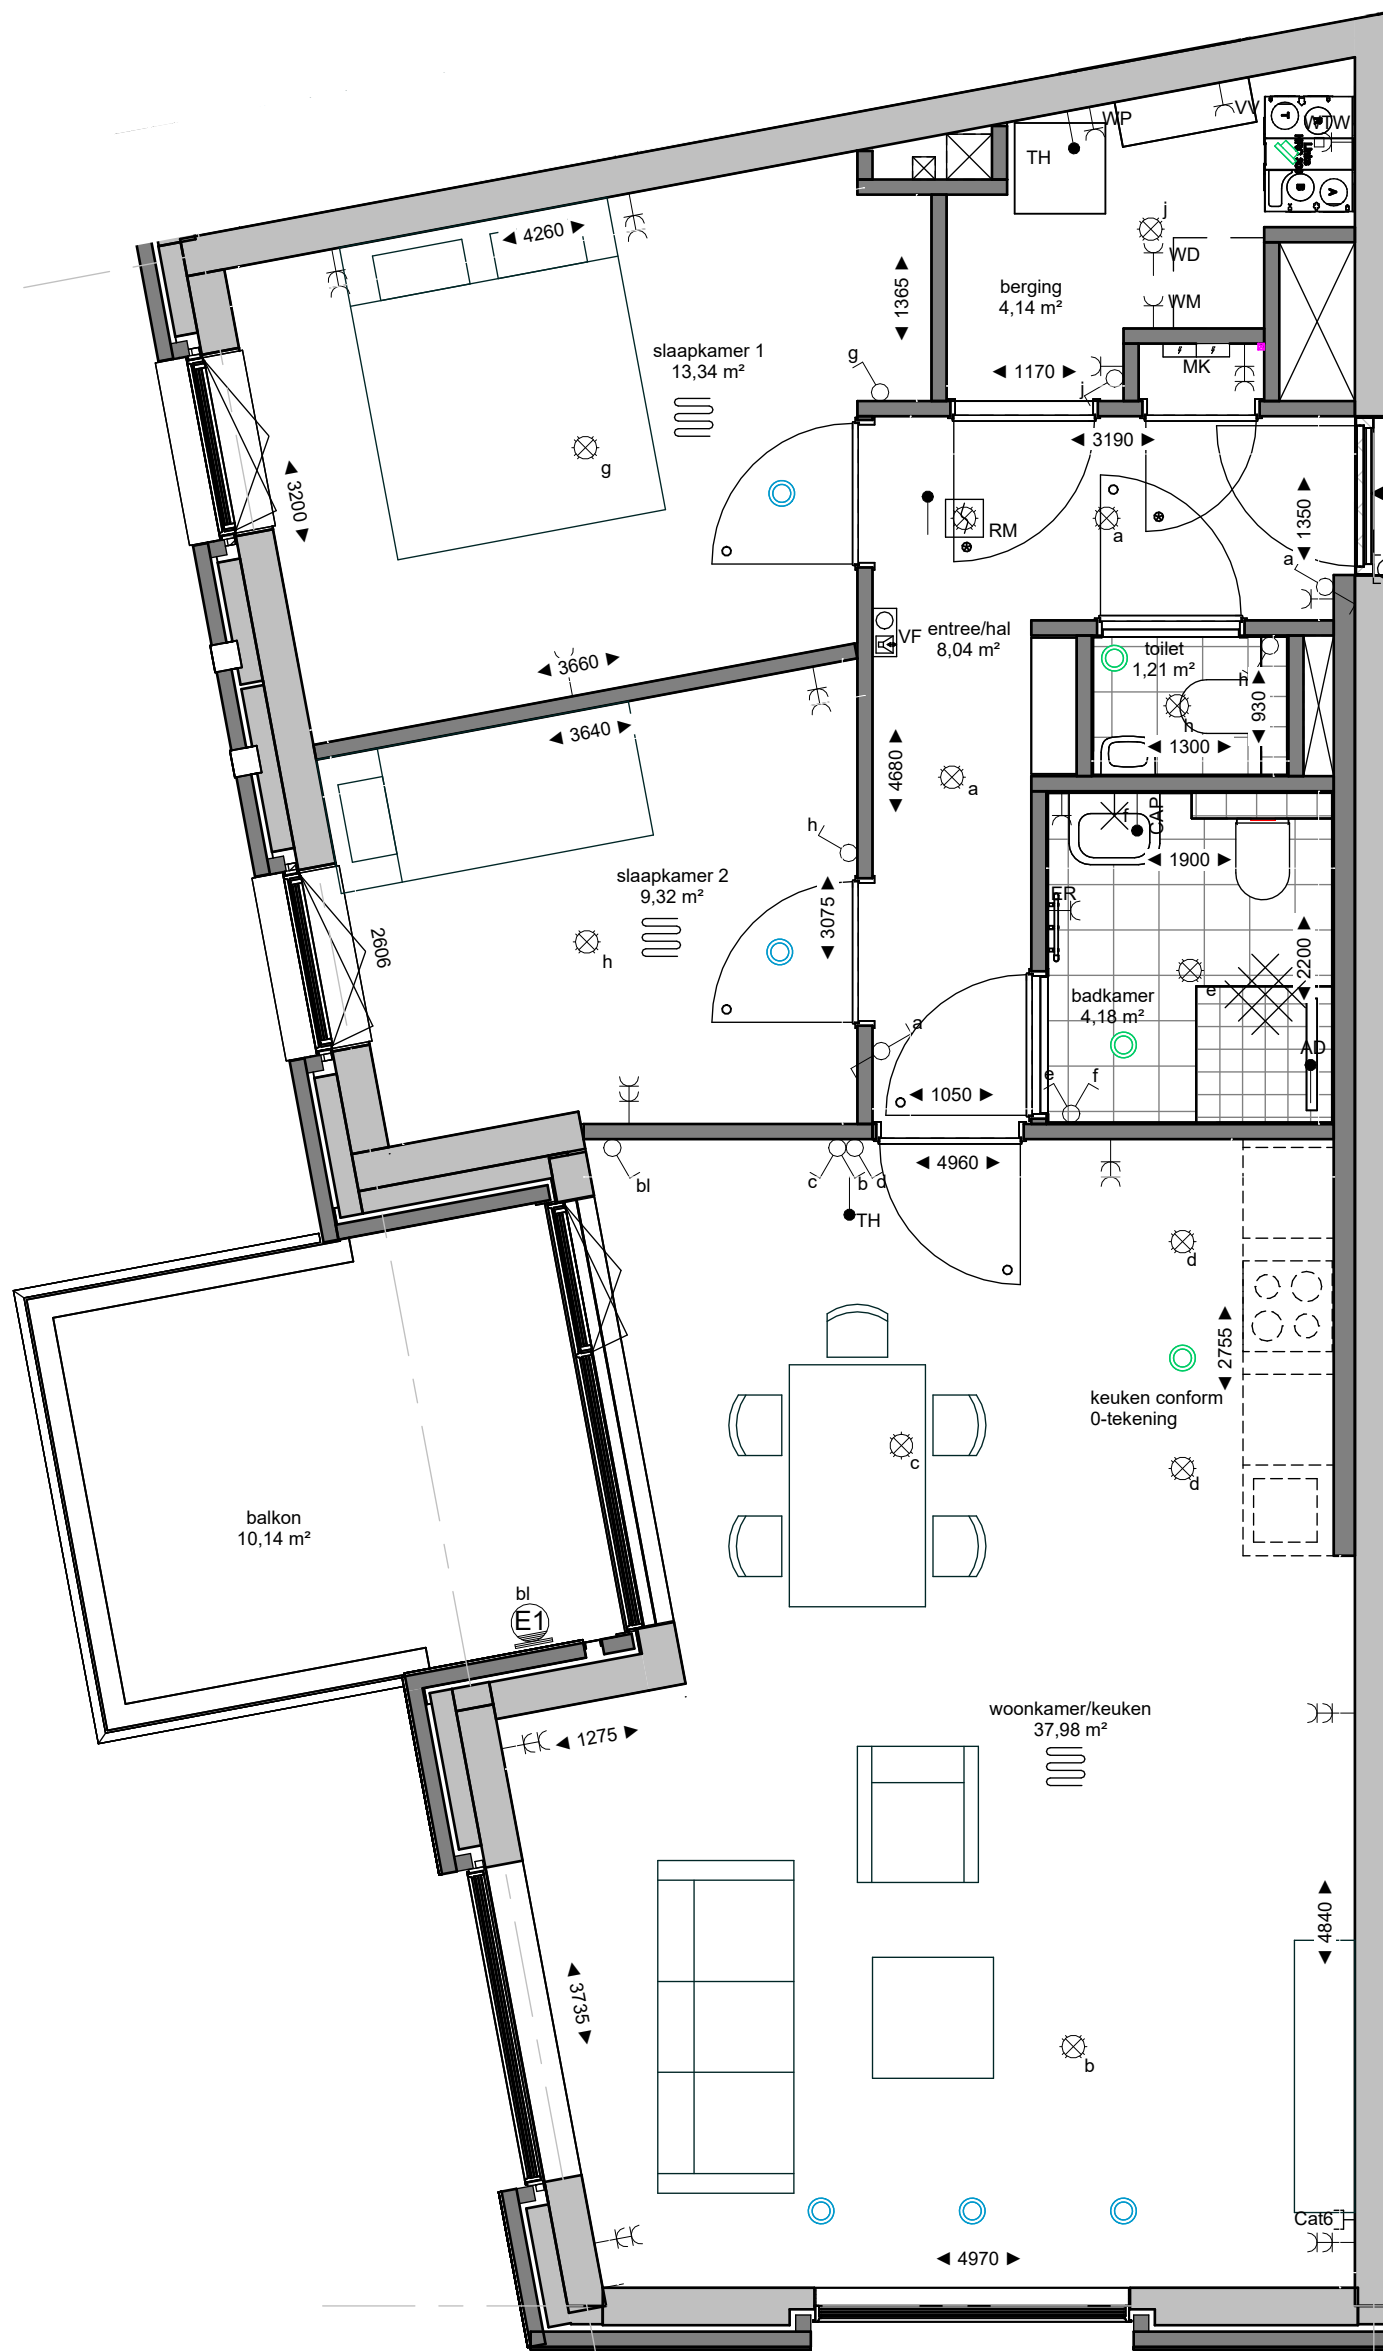 WP
VV
WTW
TH
4260
j
WD
berging
4,14 m²
WM
1365
slaapkamer 1
13,34 m²
g
1170
MK
j
3190
g
3200
RM
a
1350
a
VF
entree/hal
8,04 m²
toilet
1,21 m²
h
930
h
1300
3660
3640
4680
a
f
CAP
1900
h
slaapkamer 2
9,32 m²
ER
3075
2606
h
2200
e
badkamer
4,18 m²
a
AD
e
f
1050
4960
c
b
d
bl
TH
d
2755
keuken conform
0-tekening
c
d
balkon
10,14 m²
bl
E1
woonkamer/keuken
37,98 m²
1275
4840
3735
b
Cat6
4970